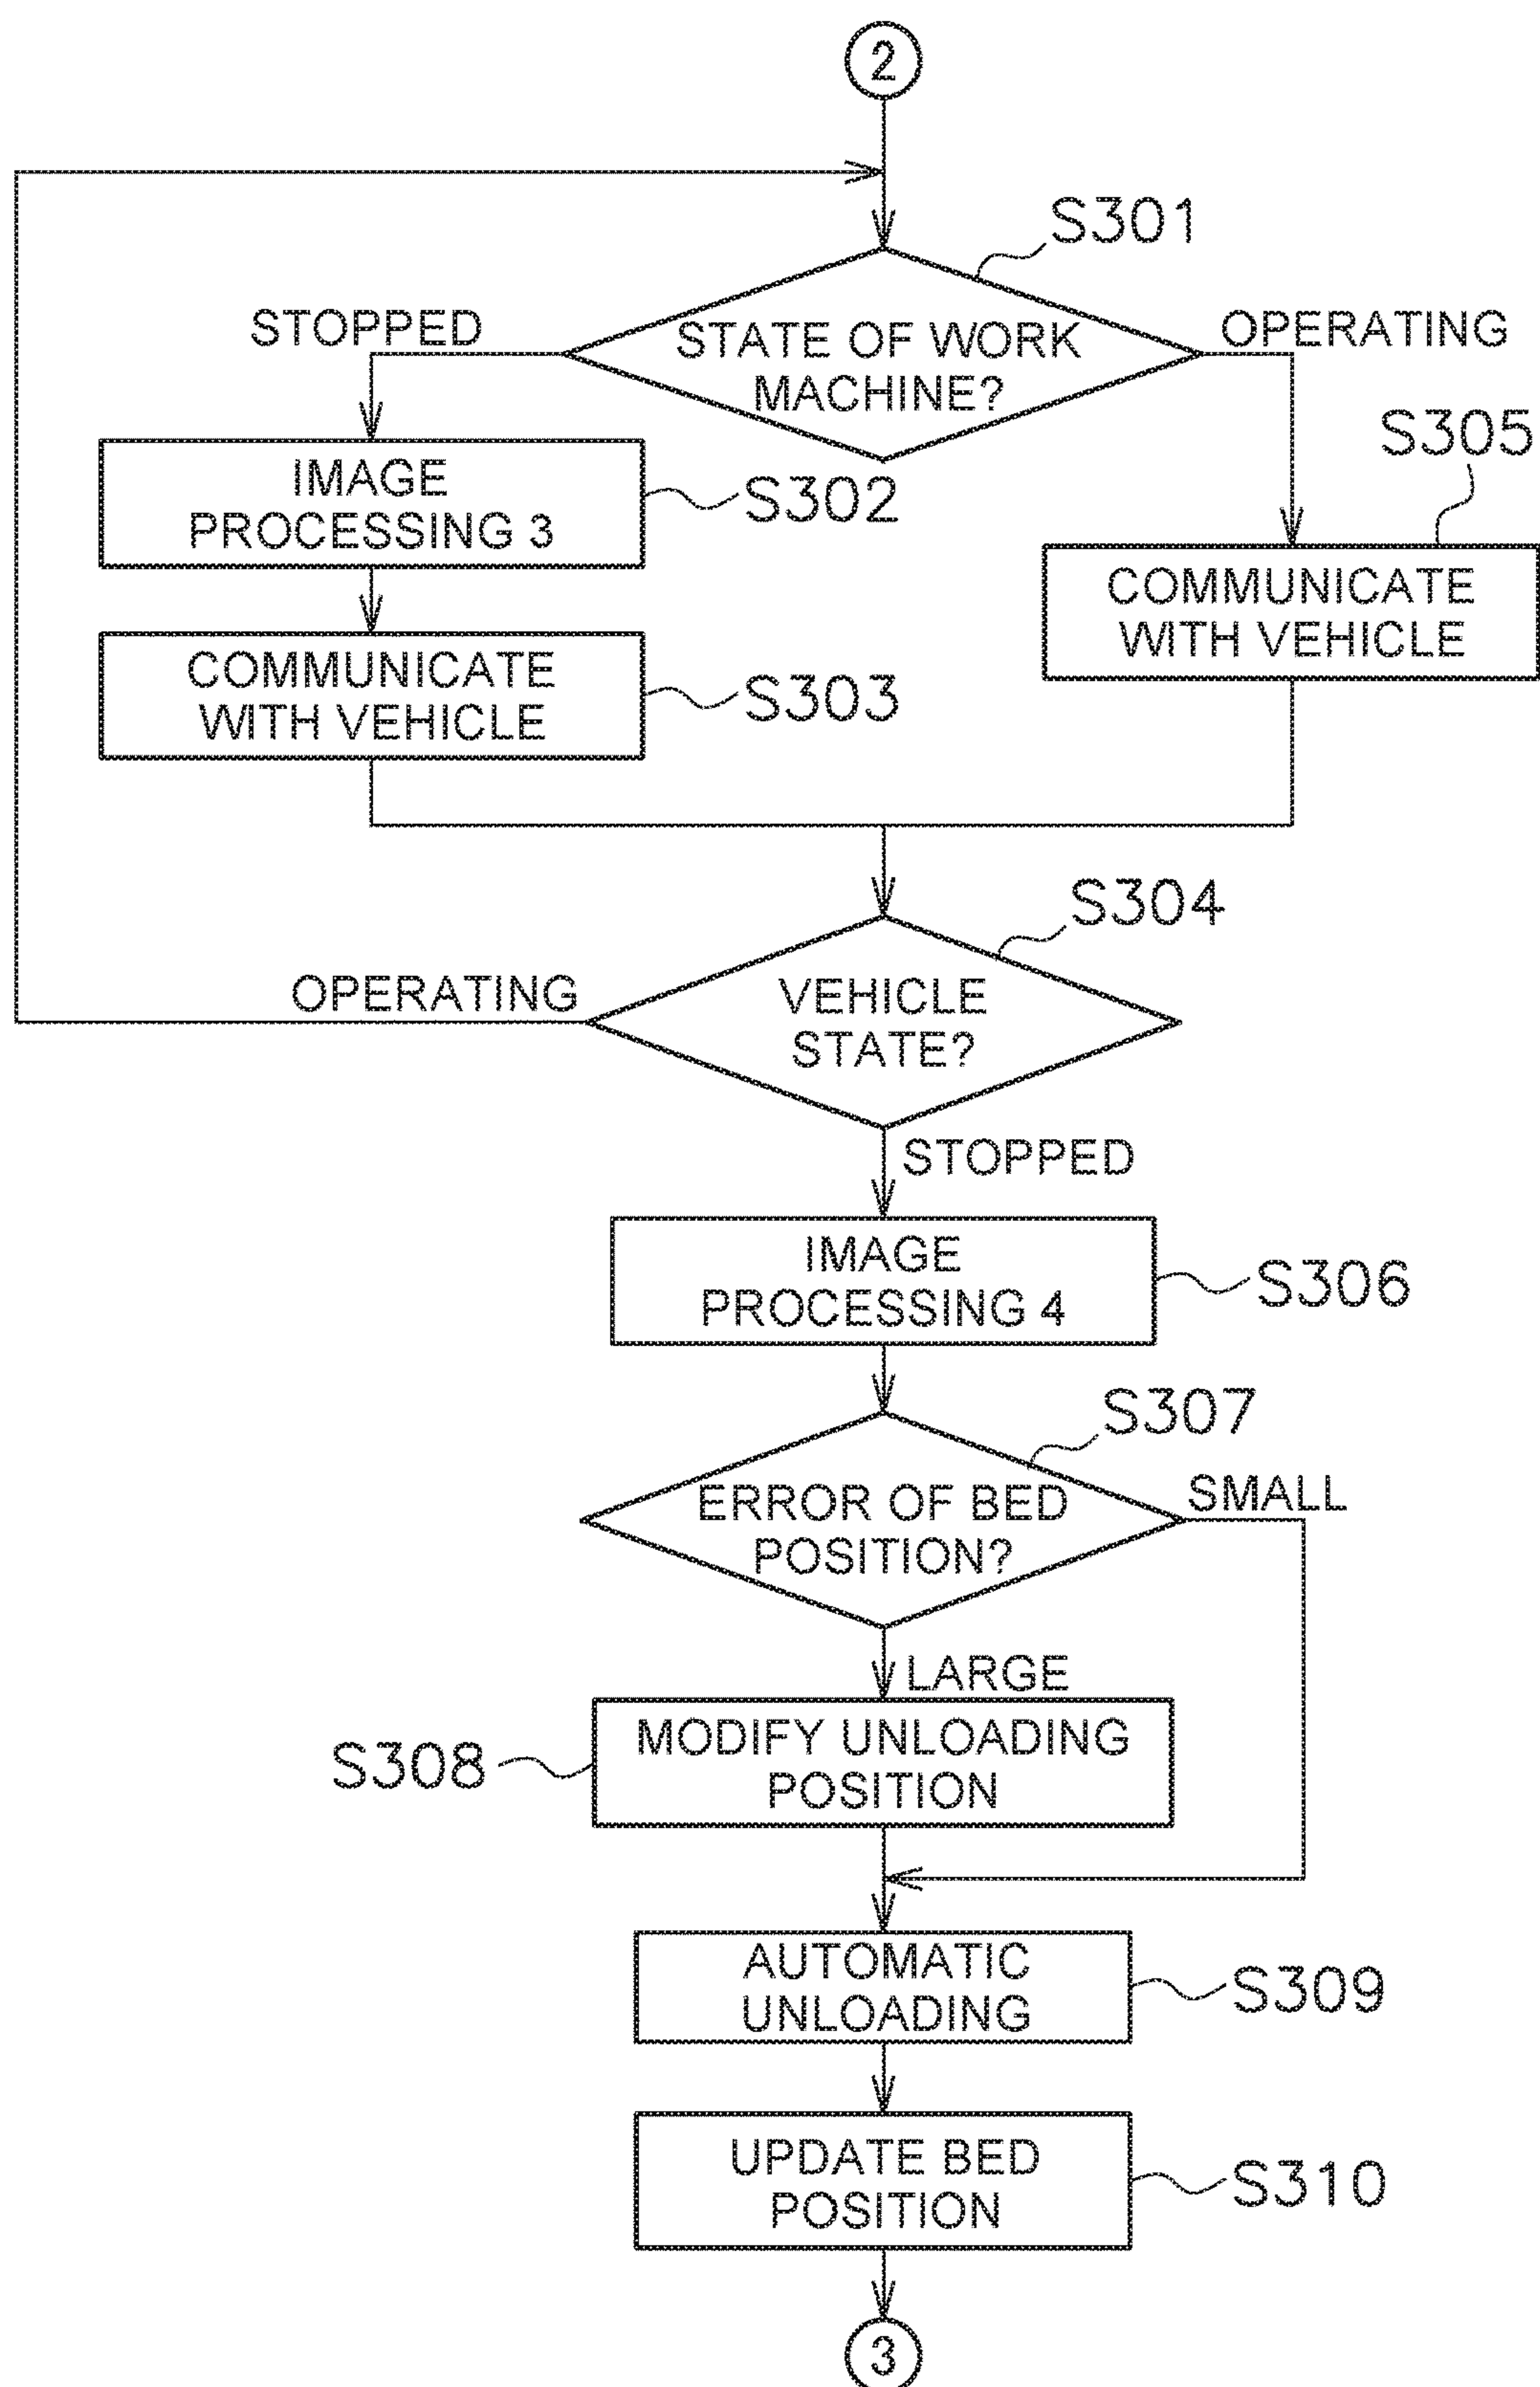 2
S301
STOPPED
STATE OF WORK
MACHINE?
OPERATING
IMAGE
PROCESSING 3
S302
S305
COMMUNICATE
WITH VEHICLE
COMMUNICATE
WITH VEHICLE
S303
S304
OPERATING
VEHICLE
STATE?
STOPPED
IMAGE
PROCESSING 4
S306
S307
ERROR OF BED
POSITION?
SMALL
LARGE
MODIFY UNLOADING
POSITION
S308
AUTOMATIC
UNLOADING
S309
UPDATE BED
POSITION
S310
3